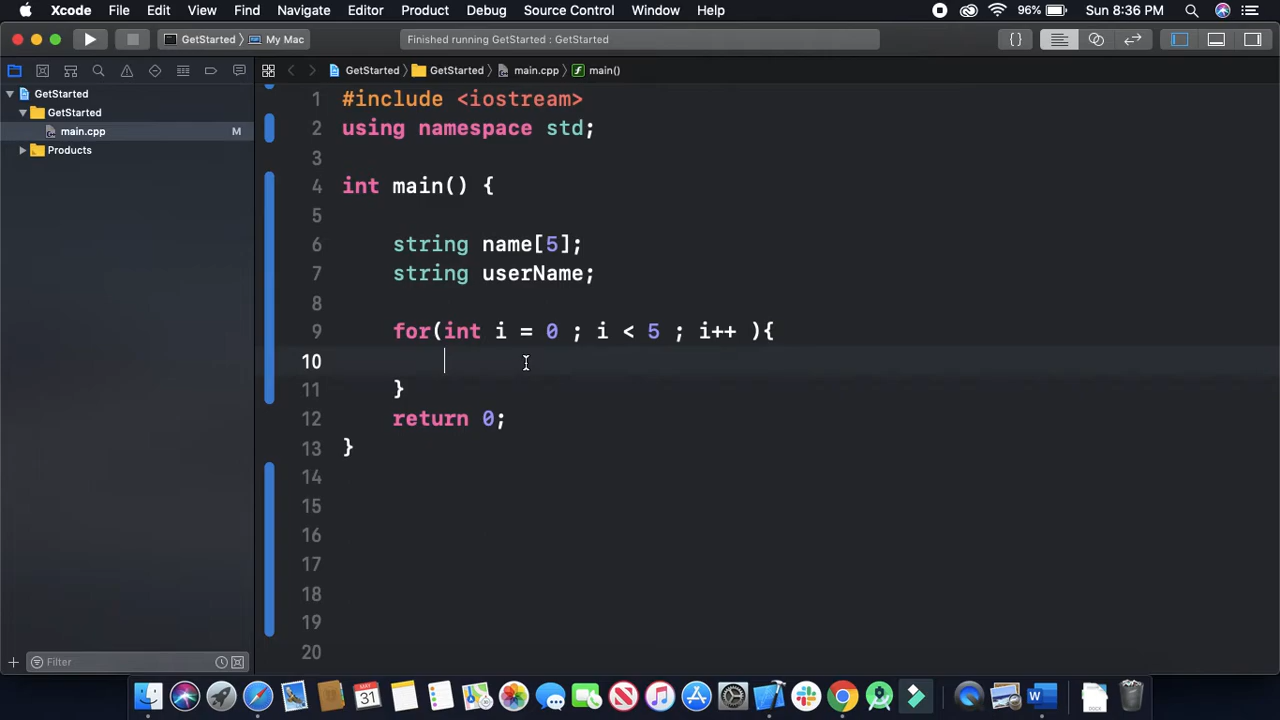 Xcode File Edit View Find Navigate Editor Product Debug Source Control Window Help 96% Sun 8:36 PM
GetStarted My Mac Finished running GetStarted : GetStarted {}
GetStarted GetStarted main.cpp f main()
GetStarted
GetStarted
main.cpp M
Products
1 #include <iostream>
2 using namespace std;
3
4 int main() {
5
6 string name[5];
7 string userName;
8
9 for(int i = 0 ; i < 5 ; i++ ){
10
11 }
12 return 0;
13 }
14
15
16
17
18
19
20
Filter
31